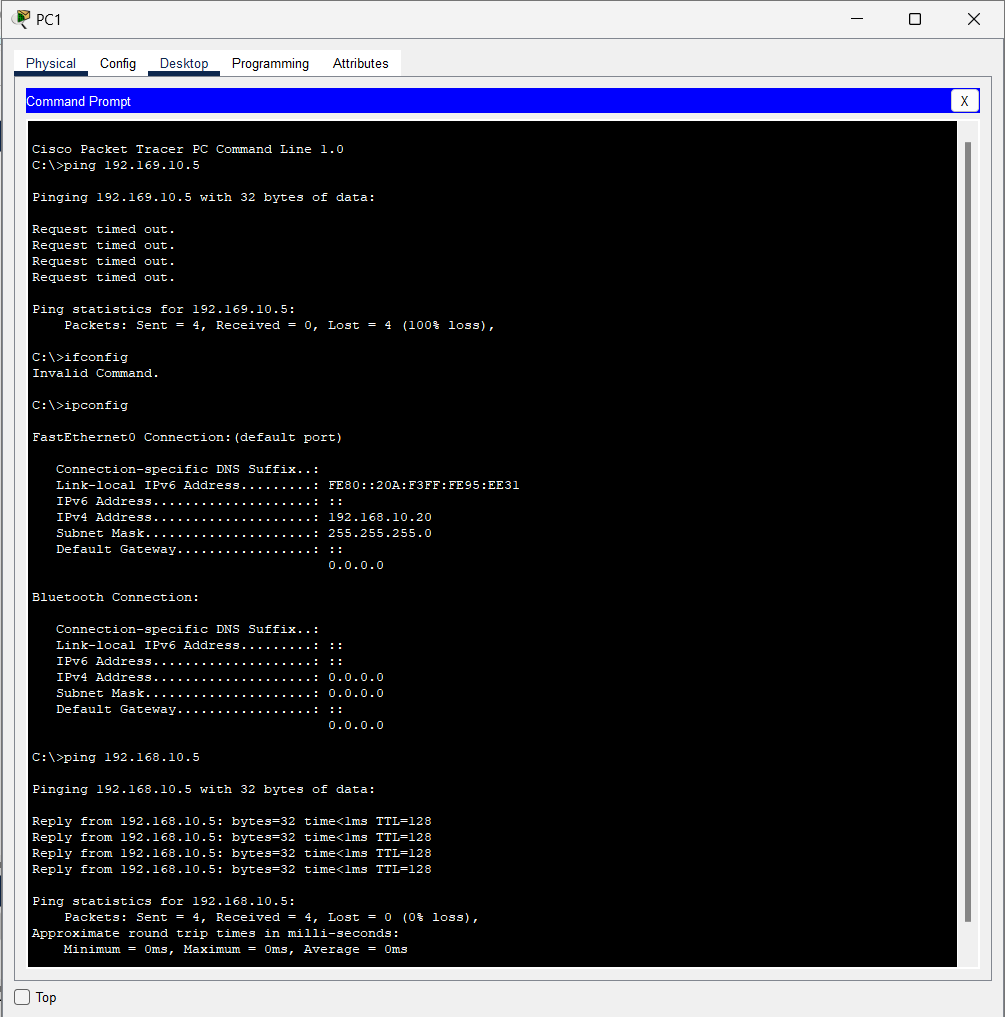 PC1
Physical Config Desktop Programming Attributes
Command Prompt X
Cisco Packet Tracer PC Command Line 1.0
C:\>ping 192.169.10.5
Pinging 192.169.10.5 with 32 bytes of data:
Request timed out.
Request timed out.
Request timed out.
Request timed out.
Ping statistics for 192.169.10.5:
    Packets: Sent = 4, Received = 0, Lost = 4 (100% loss),
C:\>ifconfig
Invalid Command.
C:\>ipconfig
FastEthernet0 Connection:(default port)
   Connection-specific DNS Suffix..:
   Link-local IPv6 Address.........: FE80::20A:F3FF:FE95:EE31
   IPv6 Address....................: ::
   IPv4 Address....................: 192.168.10.20
   Subnet Mask.....................: 255.255.255.0
   Default Gateway.................: ::
                                     0.0.0.0
Bluetooth Connection:
   Connection-specific DNS Suffix..:
   Link-local IPv6 Address.........: ::
   IPv6 Address....................: ::
   IPv4 Address....................: 0.0.0.0
   Subnet Mask.....................: 0.0.0.0
   Default Gateway.................: ::
                                     0.0.0.0
C:\>ping 192.168.10.5
Pinging 192.168.10.5 with 32 bytes of data:
Reply from 192.168.10.5: bytes=32 time<1ms TTL=128
Reply from 192.168.10.5: bytes=32 time<1ms TTL=128
Reply from 192.168.10.5: bytes=32 time<1ms TTL=128
Reply from 192.168.10.5: bytes=32 time<1ms TTL=128
Ping statistics for 192.168.10.5:
    Packets: Sent = 4, Received = 4, Lost = 0 (0% loss),
Approximate round trip times in milli-seconds:
    Minimum = 0ms, Maximum = 0ms, Average = 0ms
Top